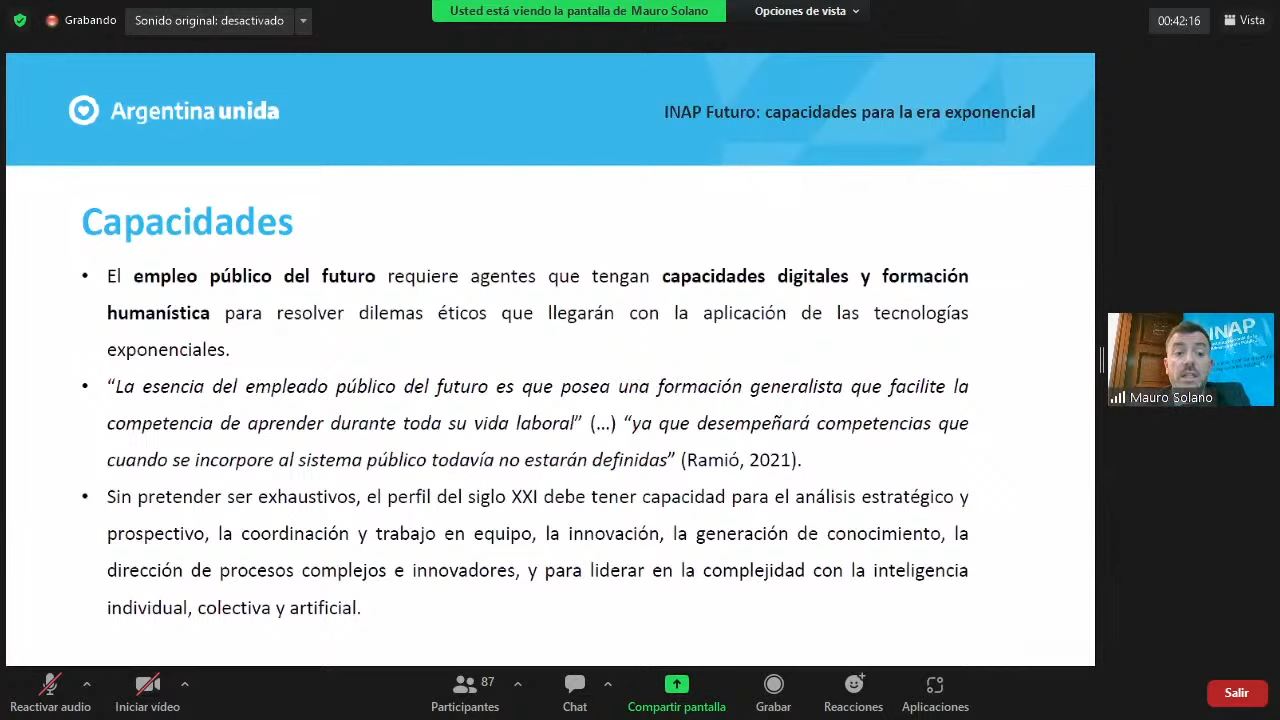 Grabando
Sonido original: desactivado
Usted está viendo la pantalla de Mauro Solano
Opciones de vista
00:42:16
Vista
Argentina unida
INAP Futuro: capacidades para la era exponencial
Capacidades
• El empleo público del futuro requiere agentes que tengan capacidades digitales y formación
humanística para resolver dilemas éticos que llegarán con la aplicación de las tecnologías
exponenciales.
• “La esencia del empleado público del futuro es que posea una formación generalista que facilite la
competencia de aprender durante toda su vida laboral” (…) “ya que desempeñará competencias que
cuando se incorpore al sistema público todavía no estarán definidas” (Ramió, 2021).
• Sin pretender ser exhaustivos, el perfil del siglo XXI debe tener capacidad para el análisis estratégico y
prospectivo, la coordinación y trabajo en equipo, la innovación, la generación de conocimiento, la
dirección de procesos complejos e innovadores, y para liderar en la complejidad con la inteligencia
individual, colectiva y artificial.
INAP
Mauro Solano
Reactivar audio
Iniciar vídeo
87
Participantes
Chat
Compartir pantalla
Grabar
Reacciones
Aplicaciones
Salir